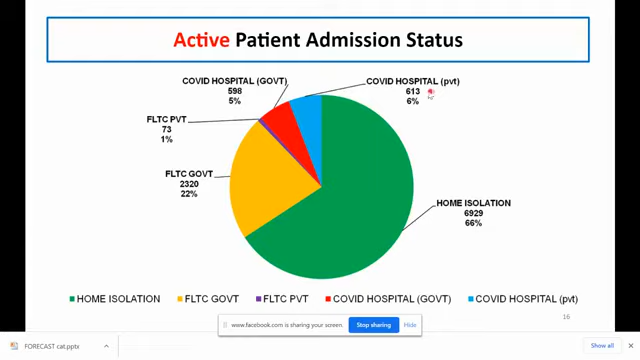 Active Patient Admission Status
COVID HOSPITAL (GOVT)
598
5%
COVID HOSPITAL (pvt)
613
6%
FLTC PVT
73
1%
FLTC GOVT
2320
22%
HOME ISOLATION
6929
66%
HOME ISOLATION FLTC GOVT FLTC PVT COVID HOSPITAL (GOVT) COVID HOSPITAL (pvt)
16
www.facebook.com is sharing your screen. Stop sharing Hide
FORECAST cat.pptx Show all